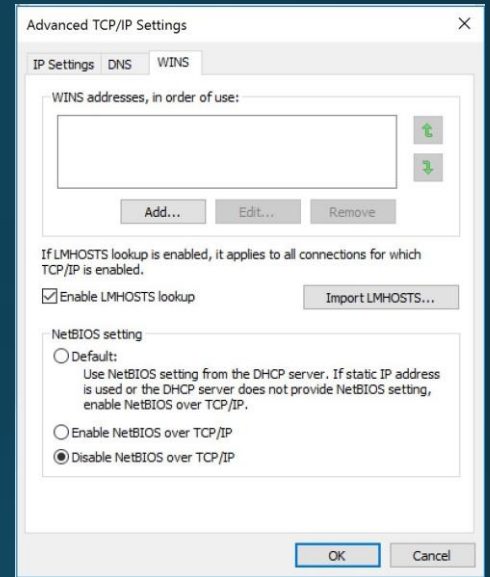 Advanced TCP/IP Settings
IP Settings DNS WINS
WINS addresses, in order of use:
Add... Edit... Remove
If LMHOSTS lookup is enabled, it applies to all connections for which
TCP/IP is enabled.
Enable LMHOSTS lookup Import LMHOSTS...
NetBIOS setting
Default:
Use NetBIOS setting from the DHCP server. If static IP address
is used or the DHCP server does not provide NetBIOS setting,
enable NetBIOS over TCP/IP.
Enable NetBIOS over TCP/IP
Disable NetBIOS over TCP/IP
OK Cancel